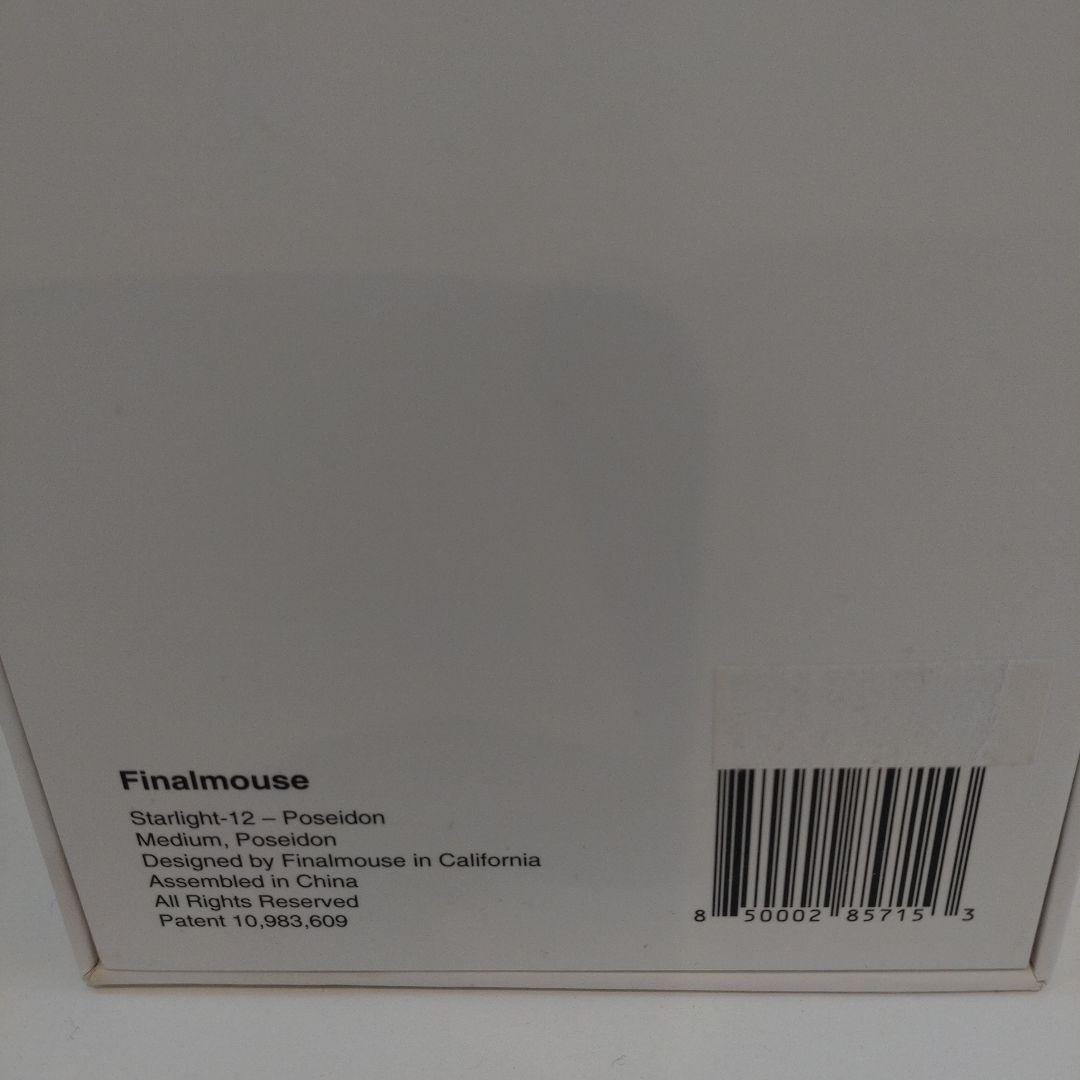 Finalmouse
Starlight-12 – Poseidon
Medium, Poseidon
Designed by Finalmouse in California
Assembled in China
All Rights Reserved
Patent 10,983,609
8 50002 85715 3